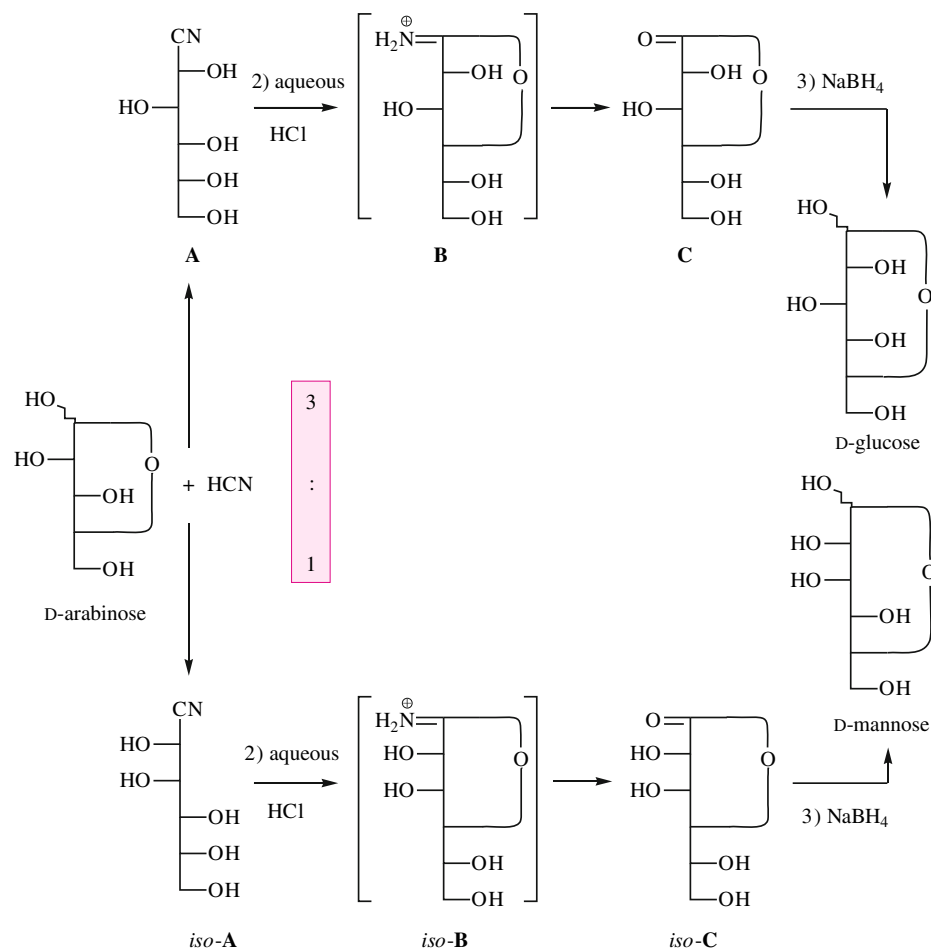 CN
OH
HO
OH
OH
OH
A
2) aqueous
HCl
⊕
H₂N
OH
O
HO
OH
OH
B
O
OH
O
HO
OH
OH
C
3) NaBH₄
HO
OH
O
HO
OH
OH
D-glucose
HO
HO
O
OH
OH
D-arabinose
+ HCN
3
:
1
HO
HO
HO
O
OH
OH
D-mannose
CN
HO
HO
OH
OH
OH
iso-A
2) aqueous
HCl
⊕
H₂N
HO
HO
O
OH
OH
iso-B
O
HO
HO
O
OH
OH
iso-C
3) NaBH₄